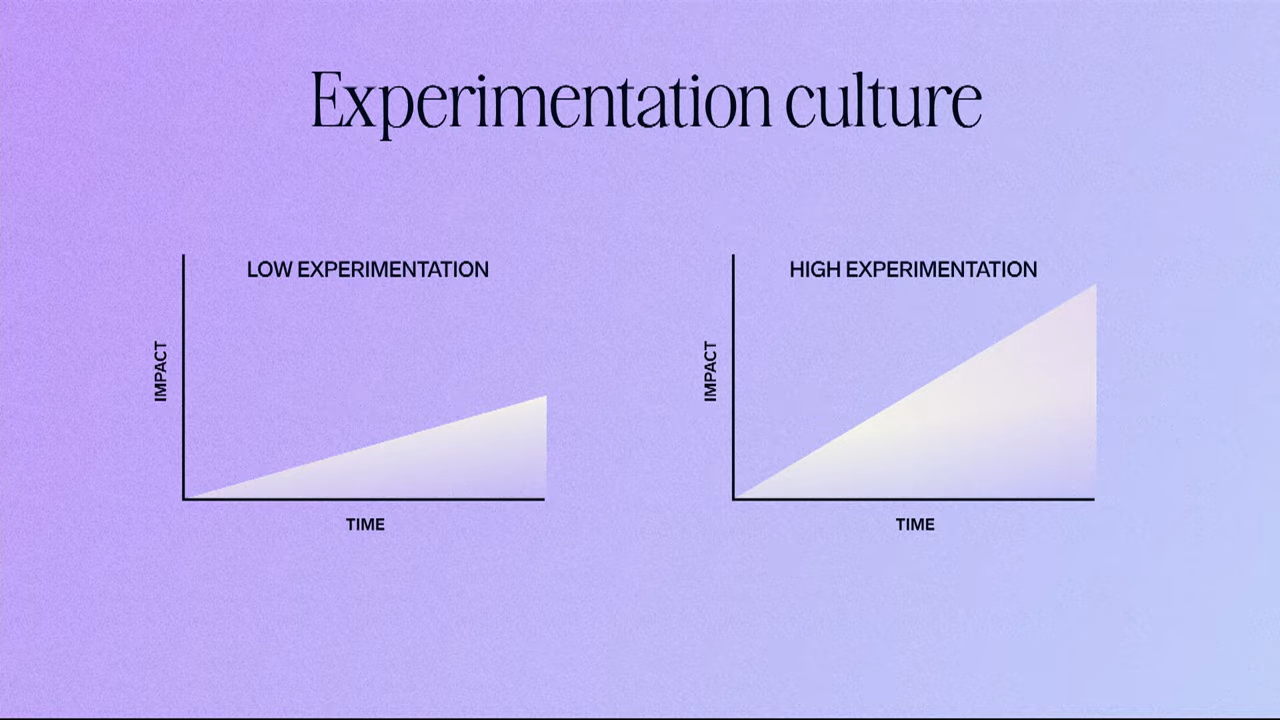 Experimentation culture
LOW EXPERIMENTATION
IMPACT
TIME
HIGH EXPERIMENTATION
IMPACT
TIME